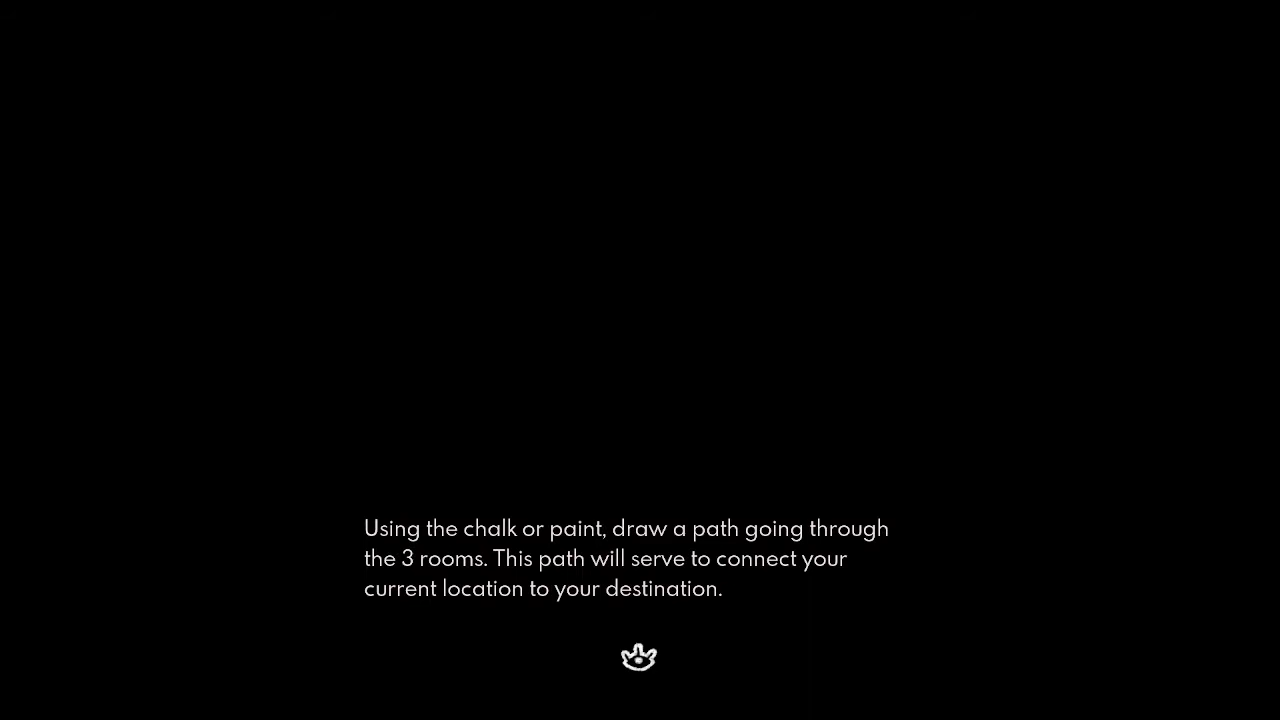 Using the chalk or paint, draw a path going through
the 3 rooms. This path will serve to connect your
current location to your destination.